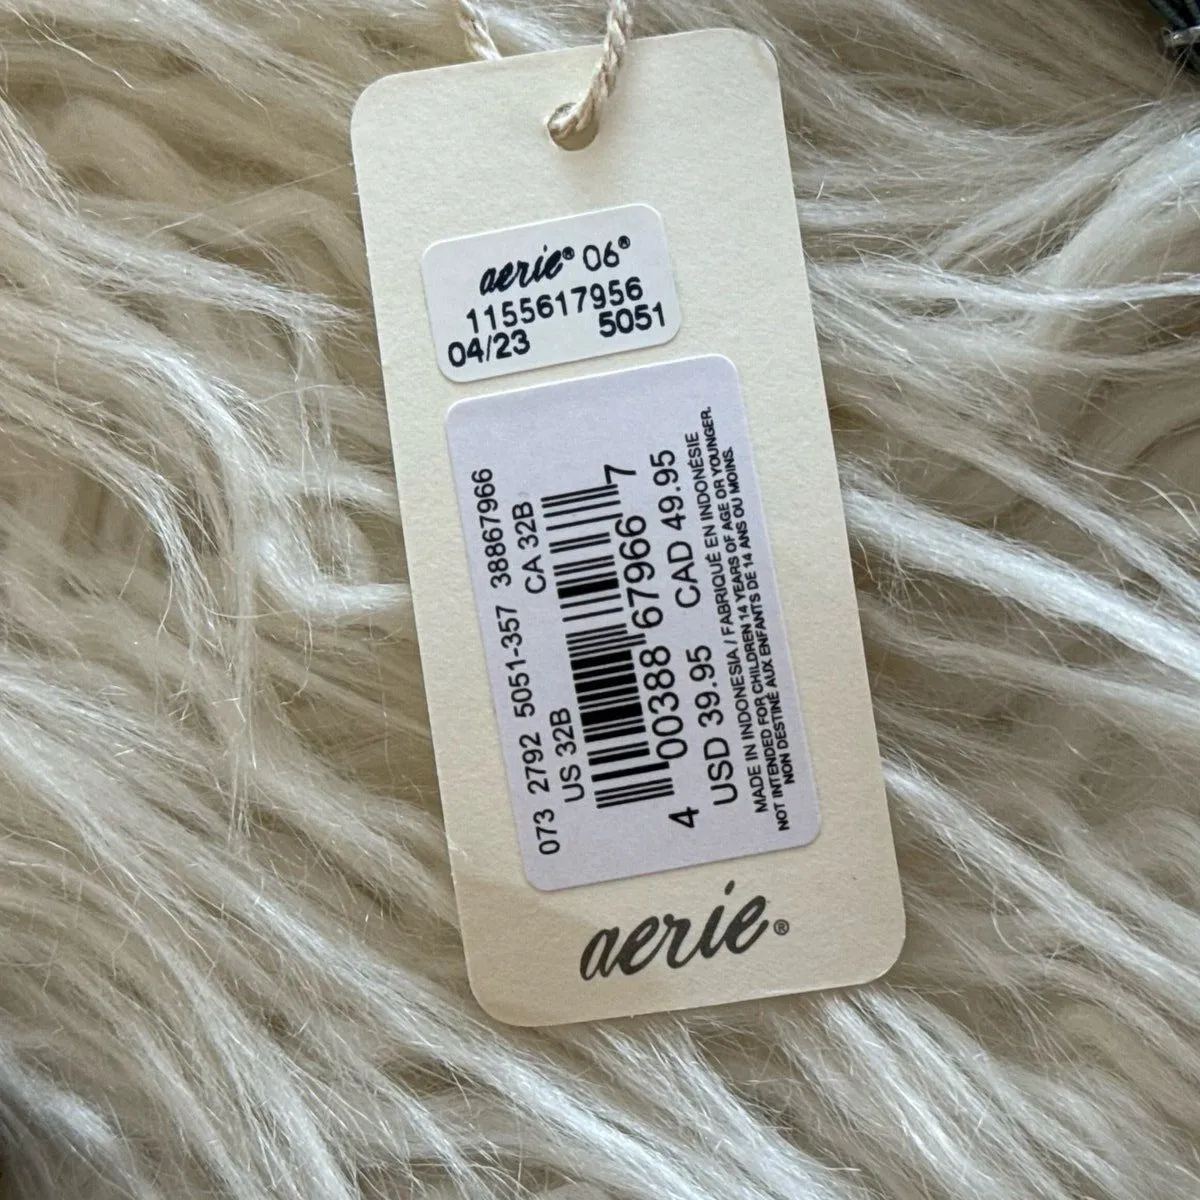 aerie® 06®
1155617956
04/23 5051
073 2792 5051-357 38867966
US 32B CA 32B
4 00388 67966 7
USD 39.95 CAD 49.95
MADE IN INDONESIA / FABRIQUÉ EN INDONÉSIE
NOT INTENDED FOR CHILDREN 14 YEARS OF AGE OR YOUNGER.
NON DESTINÉ AUX ENFANTS DE 14 ANS OU MOINS.
aerie®